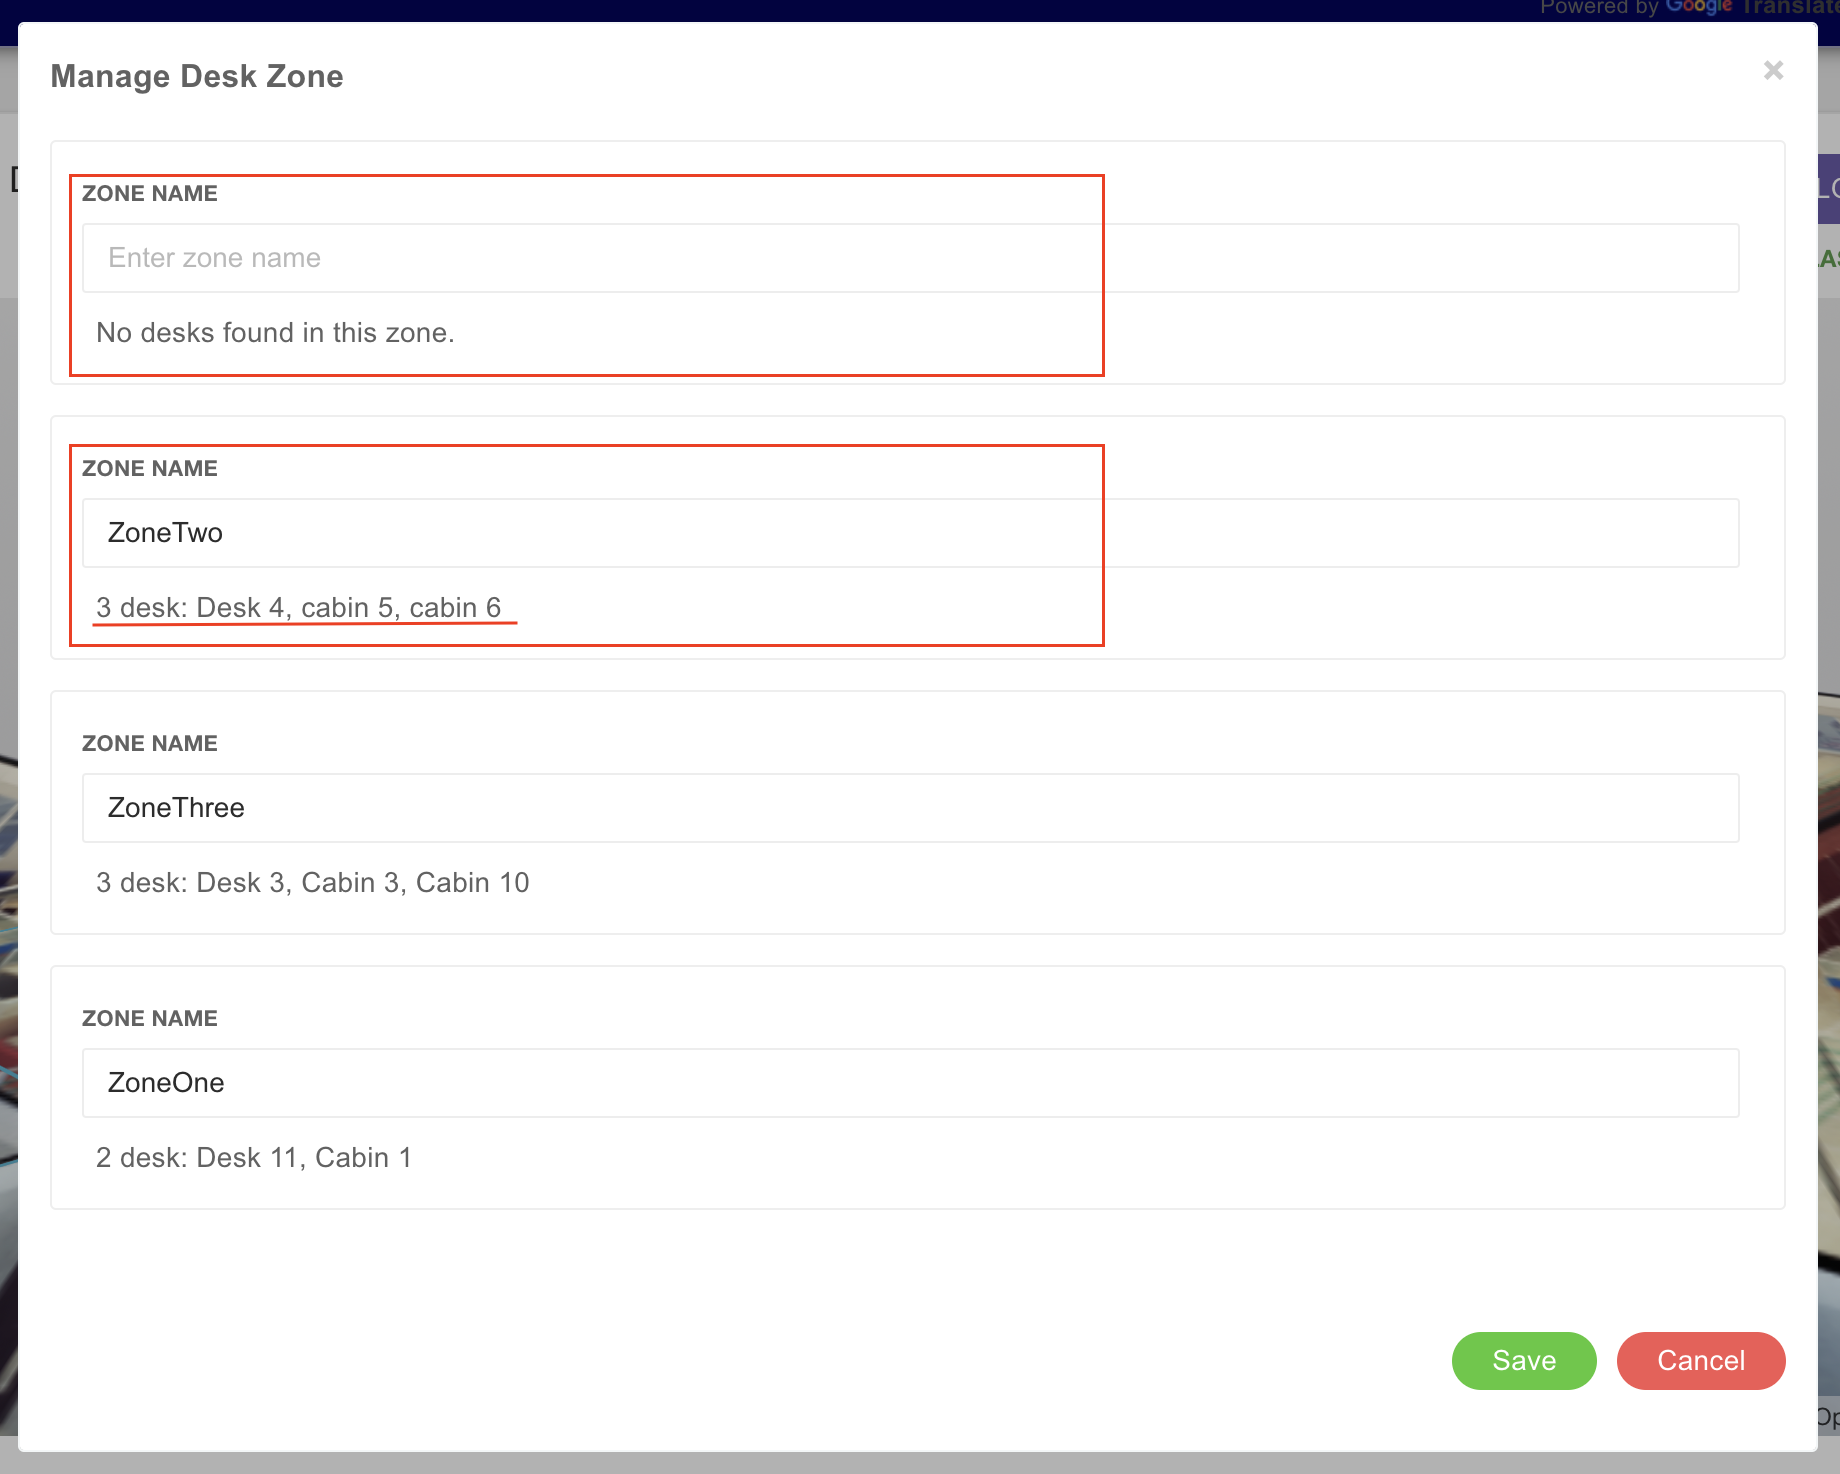 Powered by Google Translate
Manage Desk Zone
×
ZONE NAME
Enter zone name
No desks found in this zone.
ZONE NAME
ZoneTwo
3 desk: Desk 4, cabin 5, cabin 6
ZONE NAME
ZoneThree
3 desk: Desk 3, Cabin 3, Cabin 10
ZONE NAME
ZoneOne
2 desk: Desk 11, Cabin 1
Save Cancel